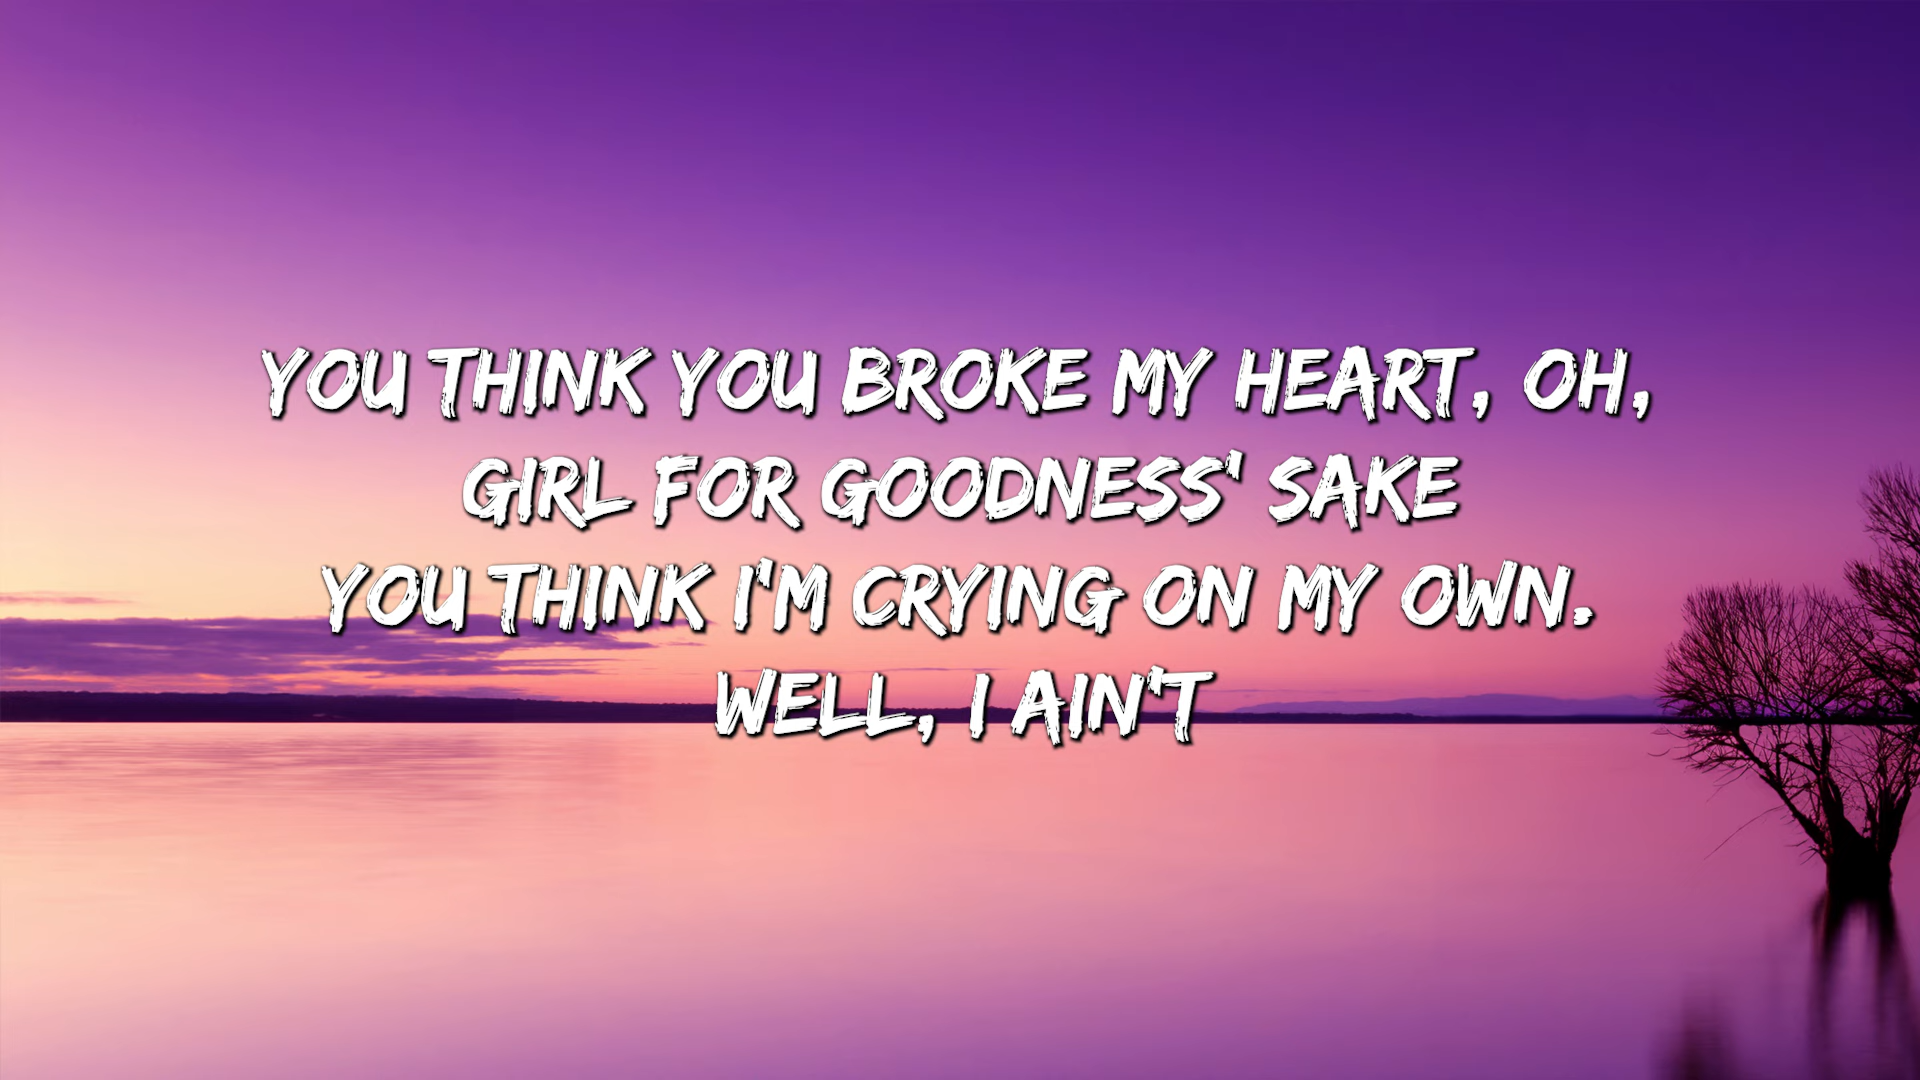 YOU THINK YOU BROKE MY HEART, OH,
GIRL FOR GOODNESS' SAKE
YOU THINK I'M CRYING ON MY OWN.
WELL, I AIN'T